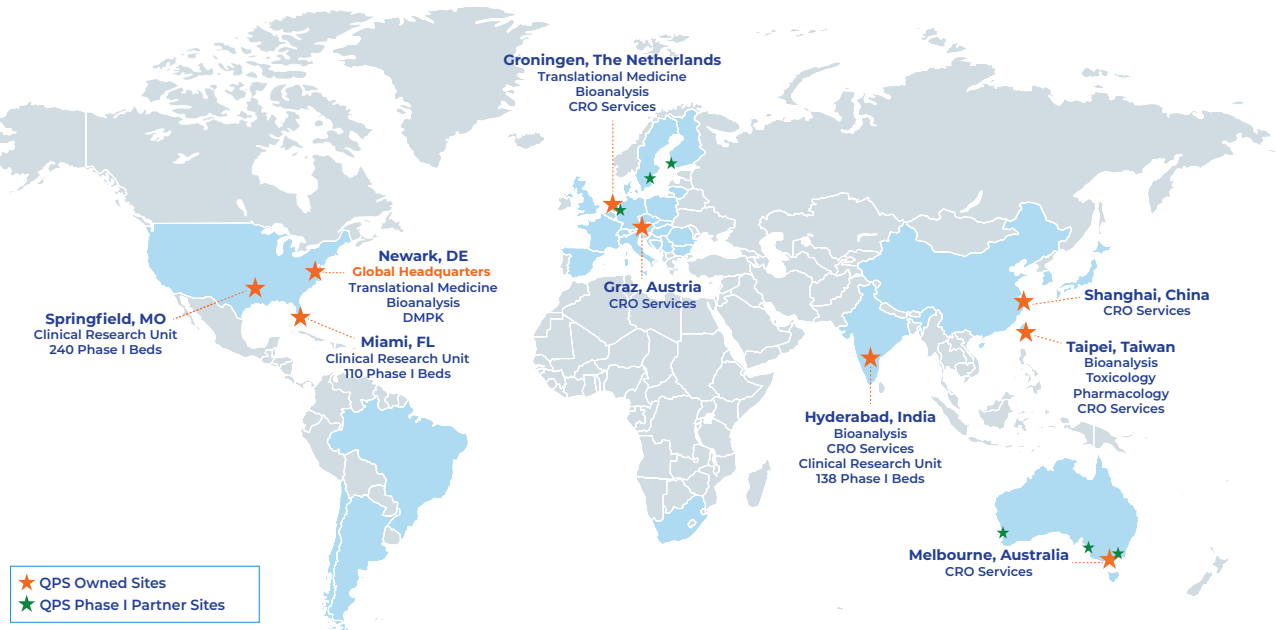 Groningen, The Netherlands
Translational Medicine
Bioanalysis
CRO Services
Newark, DE
Global Headquarters
Translational Medicine
Bioanalysis
DMPK
Springfield, MO
Clinical Research Unit
240 Phase I Beds
Miami, FL
Clinical Research Unit
110 Phase I Beds
Graz, Austria
CRO Services
Shanghai, China
CRO Services
Taipei, Taiwan
Bioanalysis
Toxicology
Pharmacology
CRO Services
Hyderabad, India
Bioanalysis
CRO Services
Clinical Research Unit
138 Phase I Beds
Melbourne, Australia
CRO Services
QPS Owned Sites
QPS Phase I Partner Sites